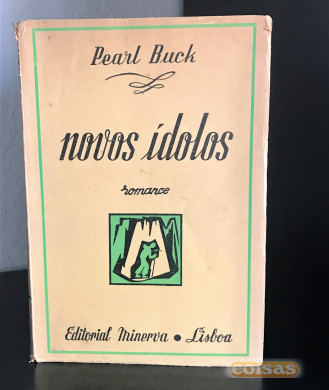 Pearl Buck
novos ídolos
romance
Editorial Minerva • Lisboa
coisas